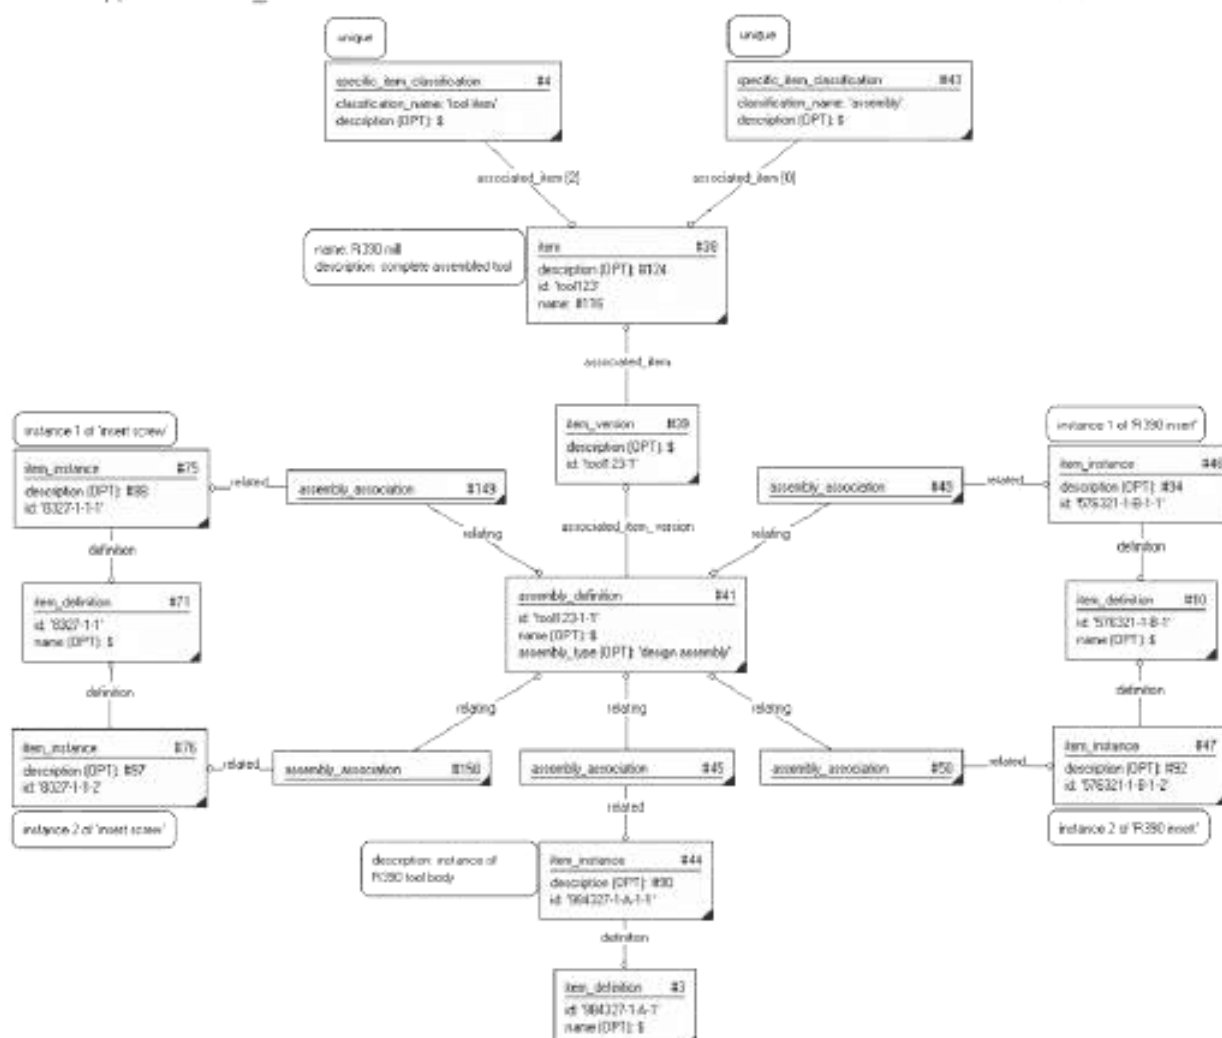 unique
unique
specific_item_classification #4
classification_name: 'tool item'
description (OPT): $
specific_item_classification #43
classification_name: 'assembly'
description (OPT): $
associated_item [2]
associated_item [0]
name: R390 mill
description: complete assembled tool
item #38
description (OPT): #124
id: 'tool123'
name: #116
associated_item
instance 1 of 'insert screw'
item_version #39
description (OPT): $
id: 'tool123-1'
instance 1 of 'R390 insert'
item_instance #75
description (OPT): #98
id: '8327-1-1-1'
related
assembly_association #149
assembly_association #49
related
item_instance #46
description (OPT): #94
id: '576321-1-B-1-1'
relating
associated_item_version
relating
definition
definition
item_definition #71
id: '8327-1-1'
name (OPT): $
assembly_definition #41
id: 'tool123-1-1'
name (OPT): $
assembly_type (OPT): 'design assembly'
item_definition
id: '576321-1-B-1'
name (OPT): $
definition
definition
relating
relating
relating
item_instance #76
description (OPT): #97
id: '8327-1-1-2'
related
assembly_association #150
assembly_association #45
assembly_association #50
related
item_instance #47
description (OPT): #92
id: '576321-1-B-1-2'
related
instance 2 of 'insert screw'
instance 2 of 'R390 insert'
description: instance of
R390 tool body
item_instance #44
description (OPT): #90
id: '984327-1-A-1-1'
definition
item_definition #3
id: '984327-1-A-1'
name (OPT): $